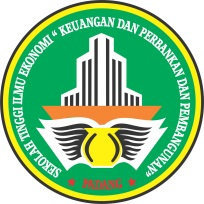 SEKOLAH TINGGI ILMU EKONOMI “ KEUANGAN DAN PERBANKAN DAN PEMBANGUNAN”
PADANG